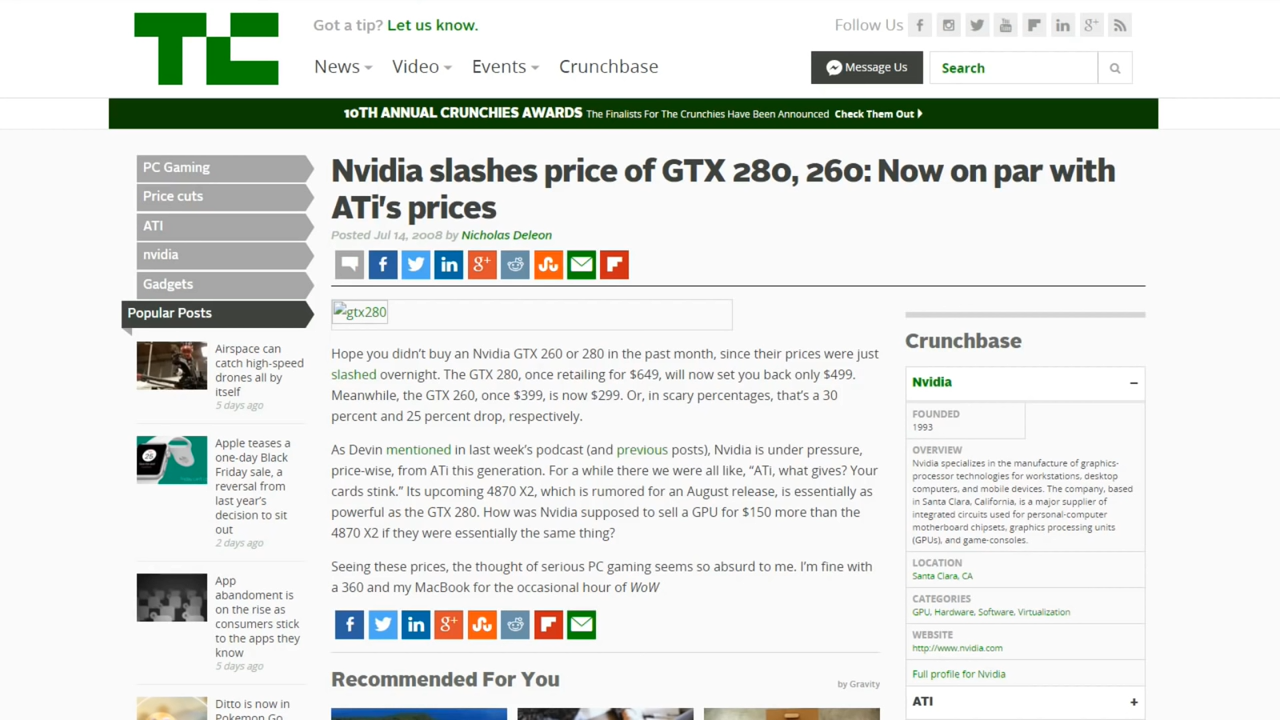 TC
Got a tip? Let us know.
Follow Us
News Video Events Crunchbase
Message Us
Search
10TH ANNUAL CRUNCHIES AWARDS The Finalists For The Crunchies Have Been Announced Check Them Out
PC Gaming
Price cuts
ATI
nvidia
Gadgets
Popular Posts
Airspace can
catch high-speed
drones all by
itself
5 days ago
Apple teases a
one-day Black
Friday sale, a
reversal from
last year's
decision to sit
out
2 days ago
App
abandoment is
on the rise as
consumers stick
to the apps they
know
5 days ago
Ditto is now in
Pokemon Go
Nvidia slashes price of GTX 280, 260: Now on par with
ATi's prices
Posted Jul 14, 2008 by Nicholas Deleon
gtx280
Hope you didn't buy an Nvidia GTX 260 or 280 in the past month, since their prices were just
slashed overnight. The GTX 280, once retailing for $649, will now set you back only $499.
Meanwhile, the GTX 260, once $399, is now $299. Or, in scary percentages, that's a 30
percent and 25 percent drop, respectively.
As Devin mentioned in last week's podcast (and previous posts), Nvidia is under pressure,
price-wise, from ATi this generation. For a while there we were all like, "ATi, what gives? Your
cards stink." Its upcoming 4870 X2, which is rumored for an August release, is essentially as
powerful as the GTX 280. How was Nvidia supposed to sell a GPU for $150 more than the
4870 X2 if they were essentially the same thing?
Seeing these prices, the thought of serious PC gaming seems so absurd to me. I'm fine with
a 360 and my MacBook for the occasional hour of WoW
Recommended For You
by Gravity
Crunchbase
Nvidia –
FOUNDED
1993
OVERVIEW
Nvidia specializes in the manufacture of graphics-
processor technologies for workstations, desktop
computers, and mobile devices. The company, based
in Santa Clara, California, is a major supplier of
integrated circuits used for personal-computer
motherboard chipsets, graphics processing units
(GPUs), and game-consoles.
LOCATION
Santa Clara, CA
CATEGORIES
GPU, Hardware, Software, Virtualization
WEBSITE
http://www.nvidia.com
Full profile for Nvidia
ATI +